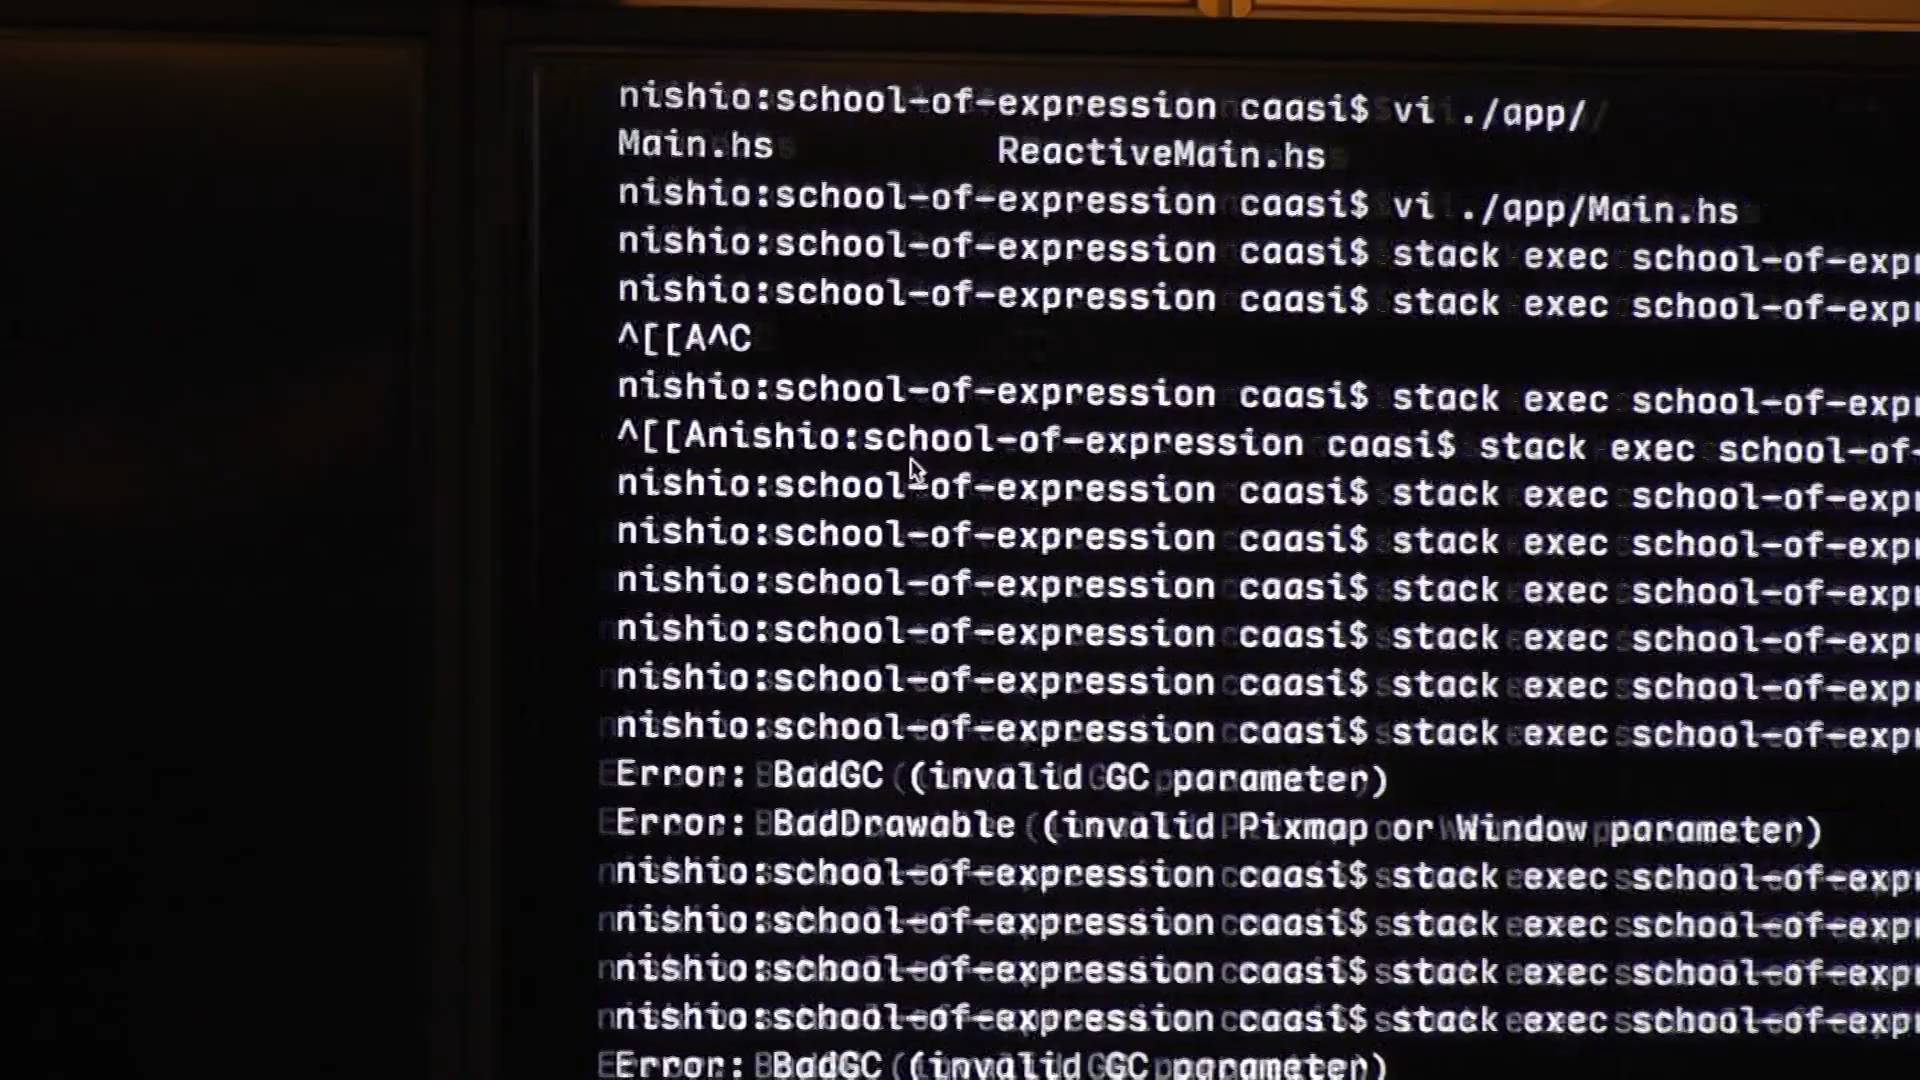 nishio:school-of-expression caasi$ vi ./app/
Main.hs ReactiveMain.hs
nishio:school-of-expression caasi$ vi ./app/Main.hs
nishio:school-of-expression caasi$ stack exec school-of-expr
nishio:school-of-expression caasi$ stack exec school-of-expr
^[[A^C
nishio:school-of-expression caasi$ stack exec school-of-expr
^[[Anishio:school-of-expression caasi$ stack exec school-of-
nishio:school-of-expression caasi$ stack exec school-of-expr
nishio:school-of-expression caasi$ stack exec school-of-expr
nishio:school-of-expression caasi$ stack exec school-of-expr
nishio:school-of-expression caasi$ stack exec school-of-expr
nishio:school-of-expression caasi$ stack exec school-of-expr
nishio:school-of-expression caasi$ stack exec school-of-expr
Error: BadGC (invalid GC parameter)
Error: BadDrawable (invalid Pixmap or Window parameter)
nishio:school-of-expression caasi$ stack exec school-of-expr
nishio:school-of-expression caasi$ stack exec school-of-expr
nishio:school-of-expression caasi$ stack exec school-of-expr
nishio:school-of-expression caasi$ stack exec school-of-expr
Error: BadGC (invalid GC parameter)